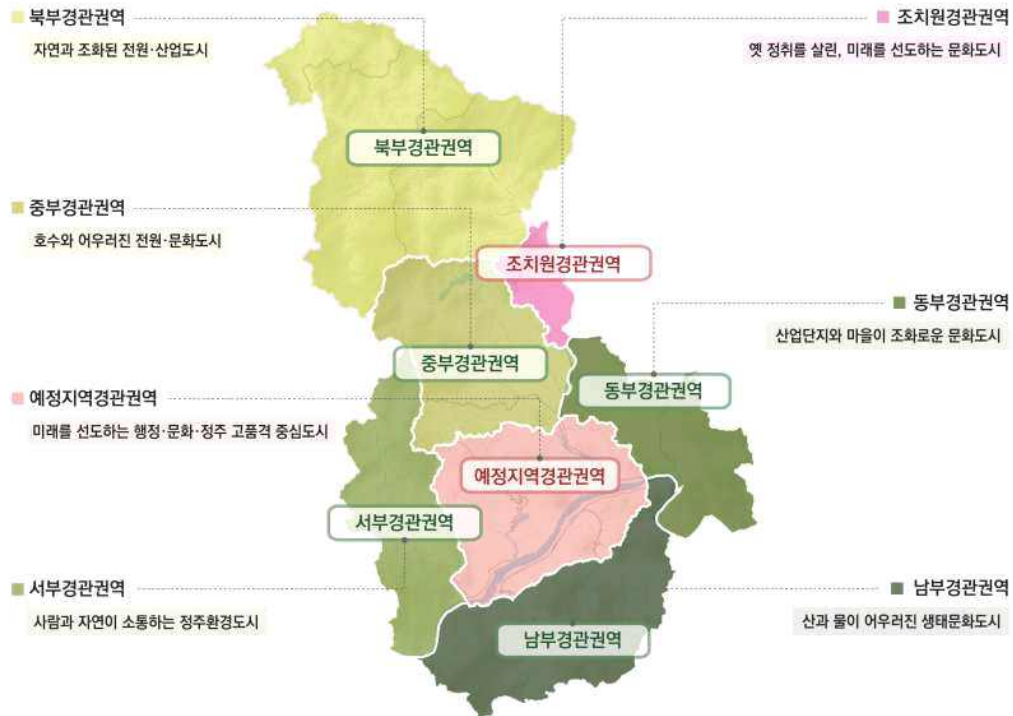 북부경관권역
자연과 조화된 전원·산업도시
조치원경관권역
옛 정취를 살린, 미래를 선도하는 문화도시
북부경관권역
중부경관권역
호수와 어우러진 전원·문화도시
조치원경관권역
동부경관권역
산업단지와 마을이 조화로운 문화도시
중부경관권역
동부경관권역
예정지역경관권역
미래를 선도하는 행정·문화·정주 고품격 중심도시
예정지역경관권역
서부경관권역
서부경관권역
사람과 자연이 소통하는 정주환경도시
남부경관권역
산과 물이 어우러진 생태문화도시
남부경관권역